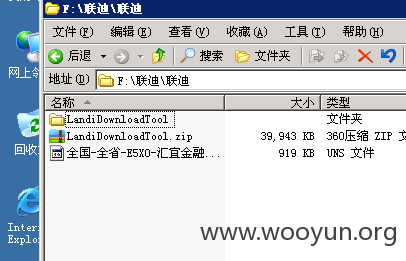 F:\联迪\联迪
文件(F) 编辑(E) 查看(V) 收藏(A) 工具(T) 帮助(H)
后退 搜索 文件夹
地址(D) F:\联迪\联迪
名称 大小 类型
LandiDownloadTool 文件夹
LandiDownloadTool.zip 39,943 KB 360压缩 ZIP 文
全国-全省-E5X0-汇宜金融... 919 KB UNS 文件
网上邻
回收
Intern
Explor
www.wooyun.org